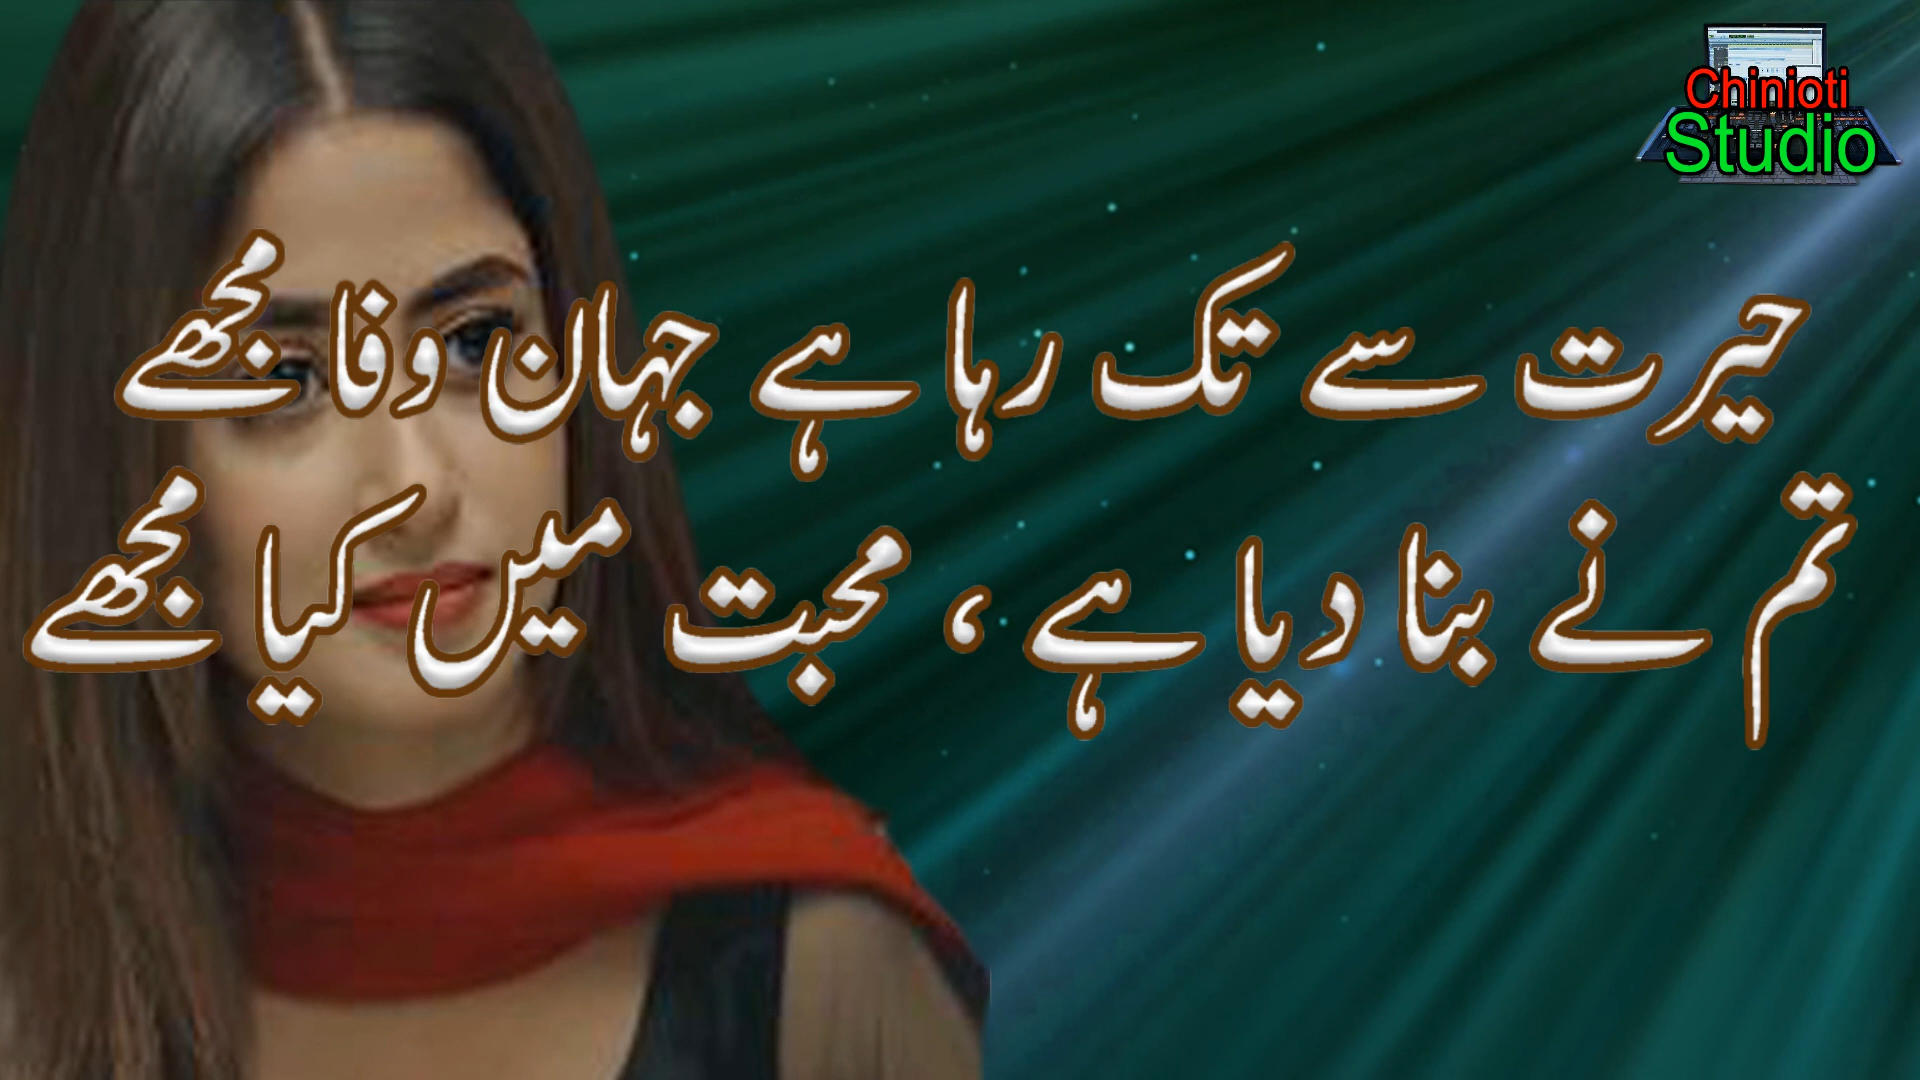 Chinioti
Studio
حیرت سے تک رہا ہے جہان وفا مجھے
تم نے بنا دیا ہے ، محبت میں کیا مجھے